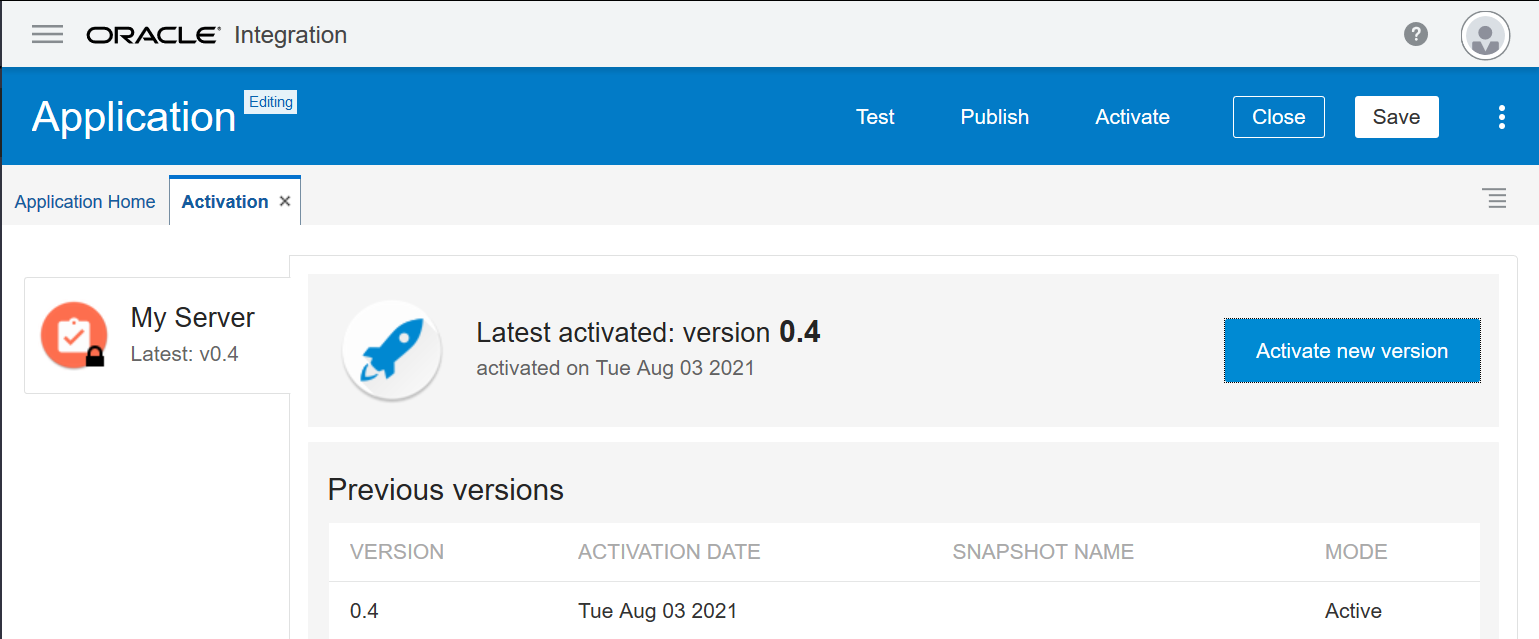 ORACLE® Integration
Application Editing
Test Publish Activate Close Save
Application Home Activation ×
My Server
Latest: v0.4
Latest activated: version 0.4
activated on Tue Aug 03 2021
Activate new version
Previous versions
VERSION ACTIVATION DATE SNAPSHOT NAME MODE
0.4 Tue Aug 03 2021 Active